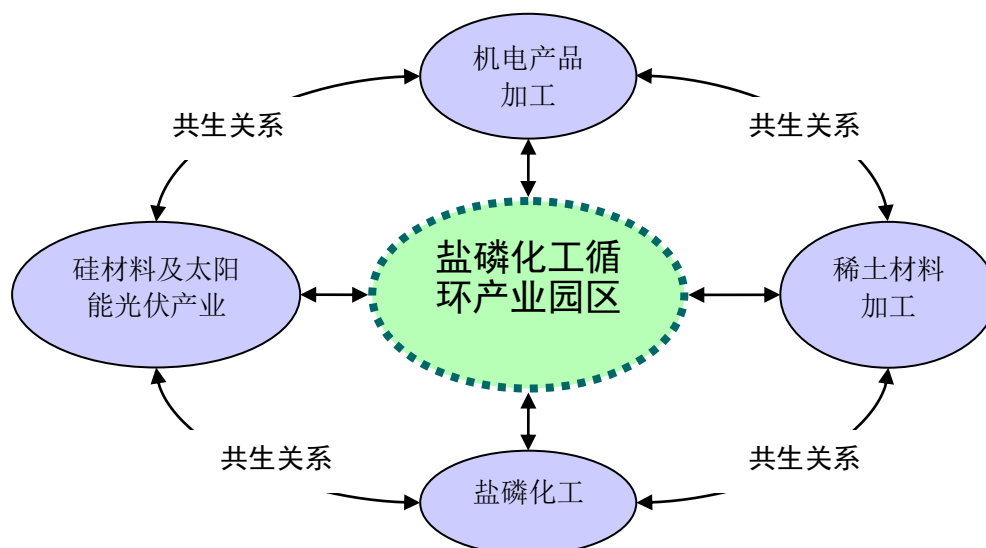 机电产品
加工
共生关系
共生关系
盐磷化工循
环产业园区
硅材料及太阳
能光伏产业
稀土材料
加工
共生关系
共生关系
盐磷化工